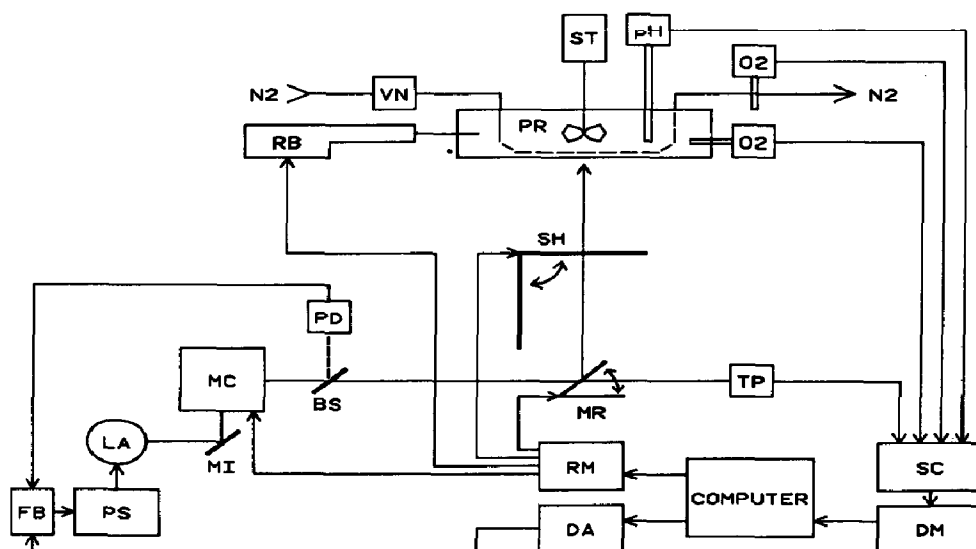 ST
pH
O2
N2
VN
N2
PR
RB
O2
SH
PD
MC
TP
BS
MR
LA
MI
RM
SC
COMPUTER
FB
PS
DA
DM